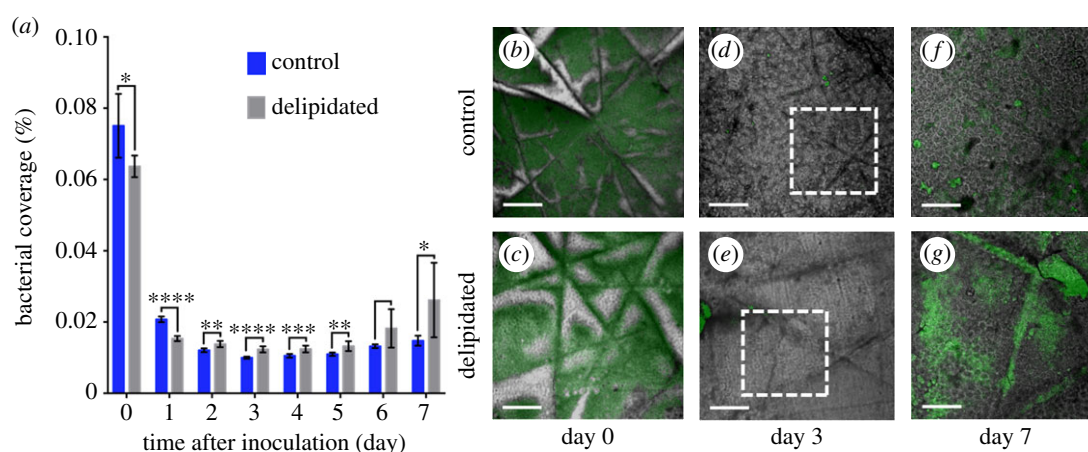 (a)
0.10
0.08
0.06
0.04
0.02
0
bacterial coverage (%)
control
delipidated
*
****
**
****
***
**
*
0 1 2 3 4 5 6 7
time after inoculation (day)
control
delipidated
(b)
(d)
(f)
(c)
(e)
(g)
day 0
day 3
day 7